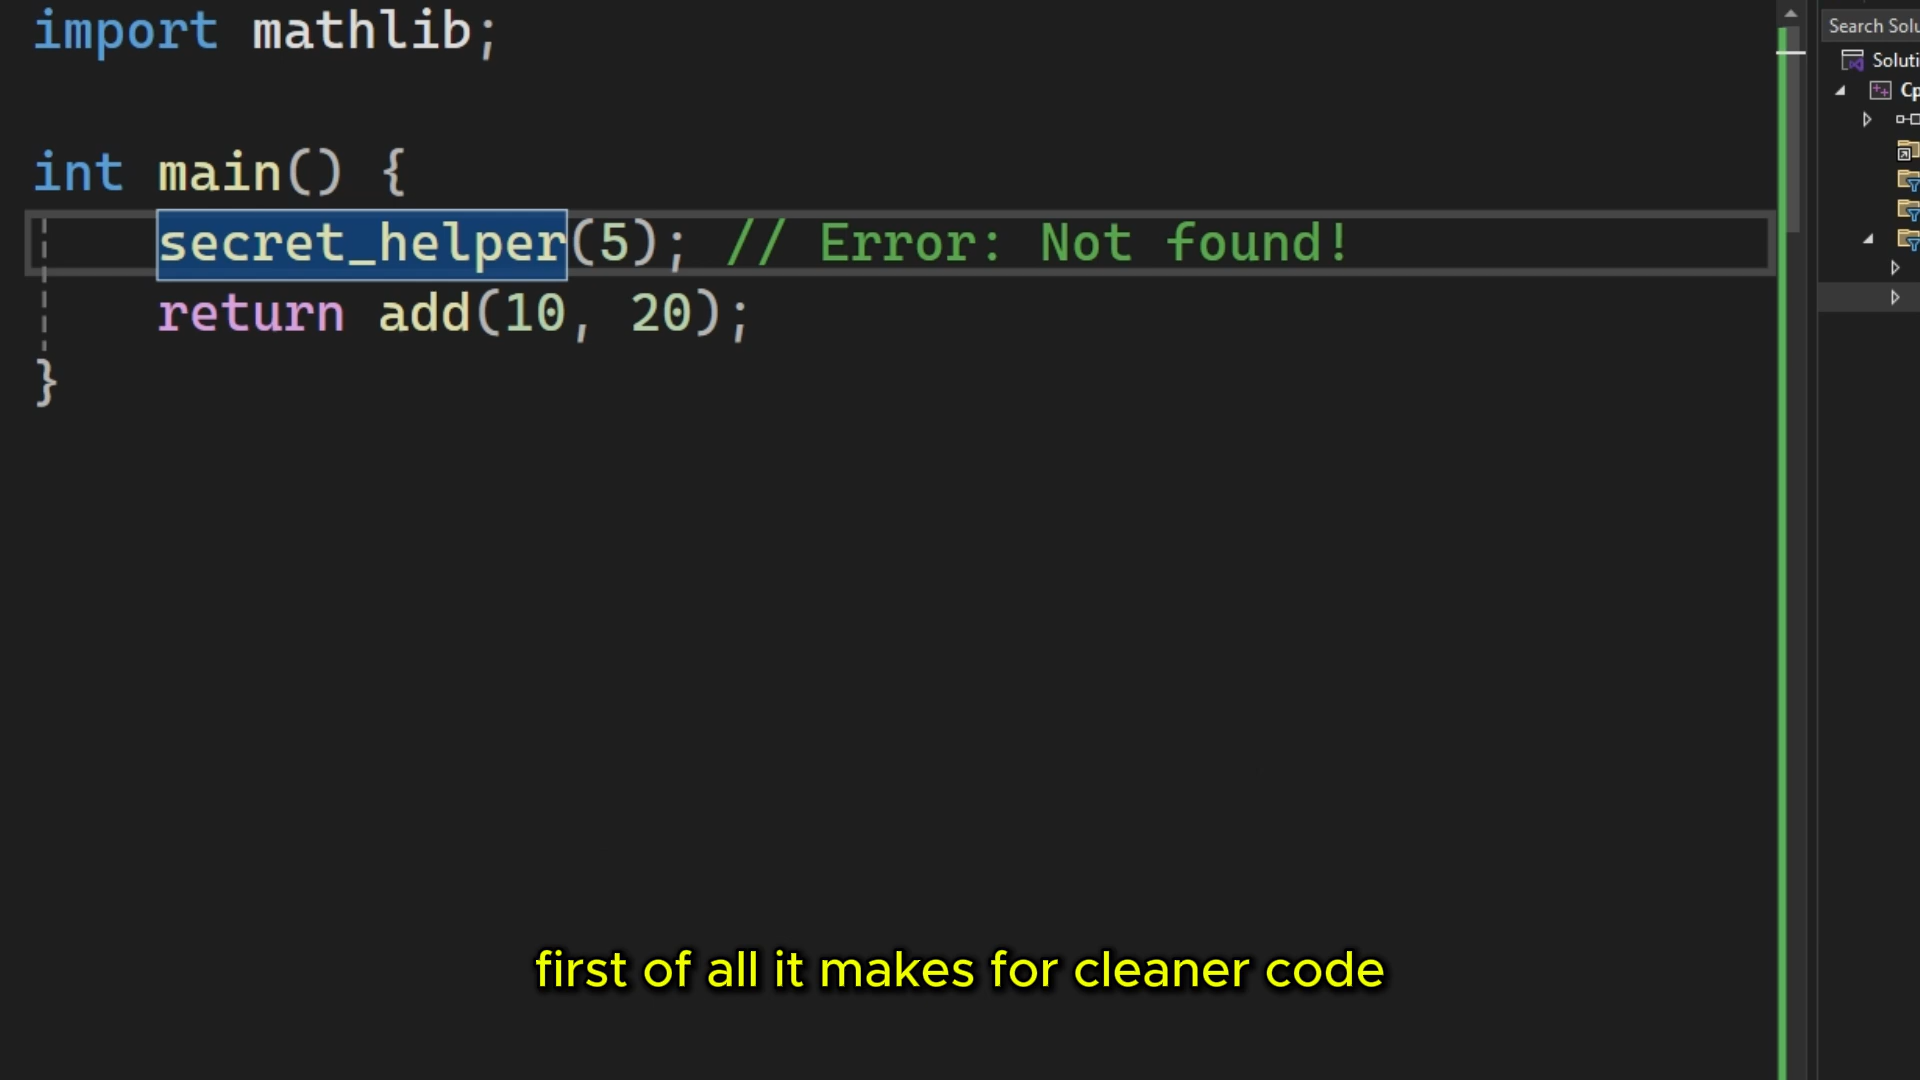 import mathlib;
Search Solu
Soluti
Cp
int main() {
secret_helper(5); // Error: Not found!
return add(10, 20);
}
first of all it makes for cleaner code